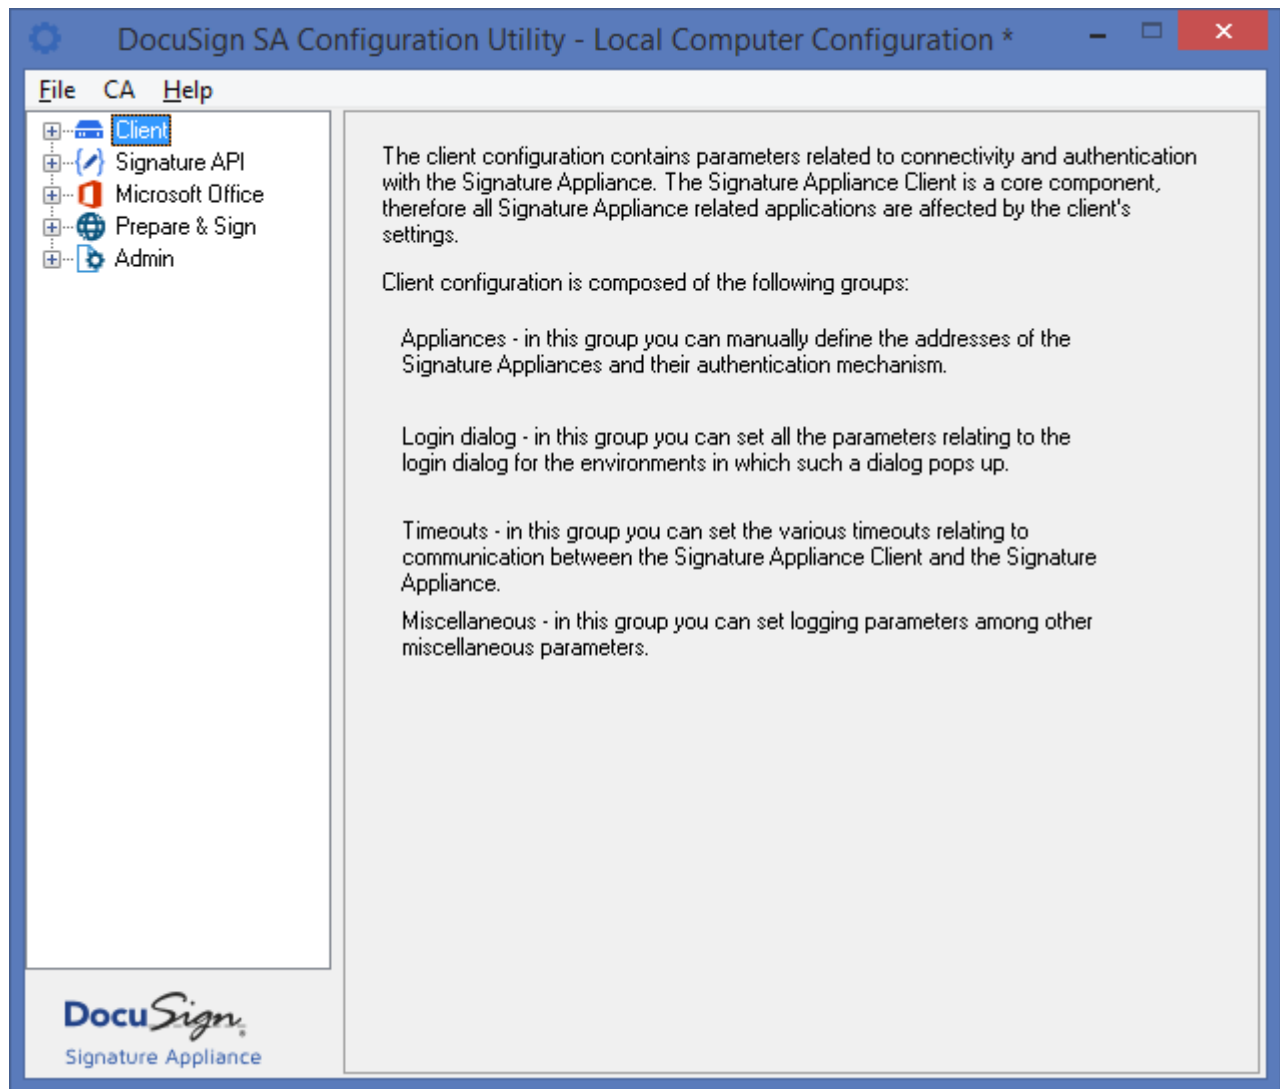 DocuSign SA Configuration Utility - Local Computer Configuration *
File CA Help
Client
Signature API
Microsoft Office
Prepare & Sign
Admin
The client configuration contains parameters related to connectivity and authentication
with the Signature Appliance. The Signature Appliance Client is a core component,
therefore all Signature Appliance related applications are affected by the client's
settings.
Client configuration is composed of the following groups:
Appliances - in this group you can manually define the addresses of the
Signature Appliances and their authentication mechanism.
Login dialog - in this group you can set all the parameters relating to the
login dialog for the environments in which such a dialog pops up.
Timeouts - in this group you can set the various timeouts relating to
communication between the Signature Appliance Client and the Signature
Appliance.
Miscellaneous - in this group you can set logging parameters among other
miscellaneous parameters.
DocuSign
Signature Appliance